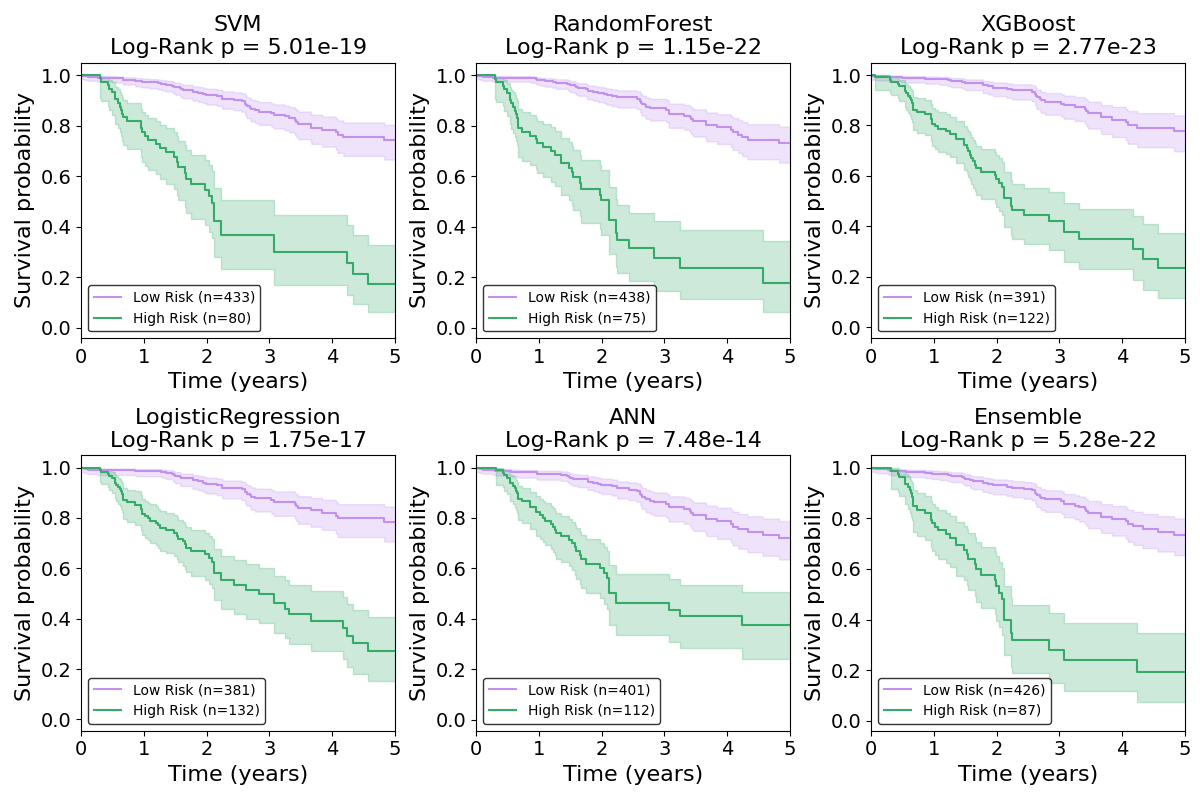 SVM
Log-Rank p = 5.01e-19
Survival probability
1.0
0.8
0.6
0.4
0.2
0.0
Low Risk (n=433)
High Risk (n=80)
0 1 2 3 4 5
Time (years)
RandomForest
Log-Rank p = 1.15e-22
Survival probability
1.0
0.8
0.6
0.4
0.2
0.0
Low Risk (n=438)
High Risk (n=75)
0 1 2 3 4 5
Time (years)
XGBoost
Log-Rank p = 2.77e-23
Survival probability
1.0
0.8
0.6
0.4
0.2
0.0
Low Risk (n=391)
High Risk (n=122)
0 1 2 3 4 5
Time (years)
LogisticRegression
Log-Rank p = 1.75e-17
Survival probability
1.0
0.8
0.6
0.4
0.2
0.0
Low Risk (n=381)
High Risk (n=132)
0 1 2 3 4 5
Time (years)
ANN
Log-Rank p = 7.48e-14
Survival probability
1.0
0.8
0.6
0.4
0.2
0.0
Low Risk (n=401)
High Risk (n=112)
0 1 2 3 4 5
Time (years)
Ensemble
Log-Rank p = 5.28e-22
Survival probability
1.0
0.8
0.6
0.4
0.2
0.0
Low Risk (n=426)
High Risk (n=87)
0 1 2 3 4 5
Time (years)